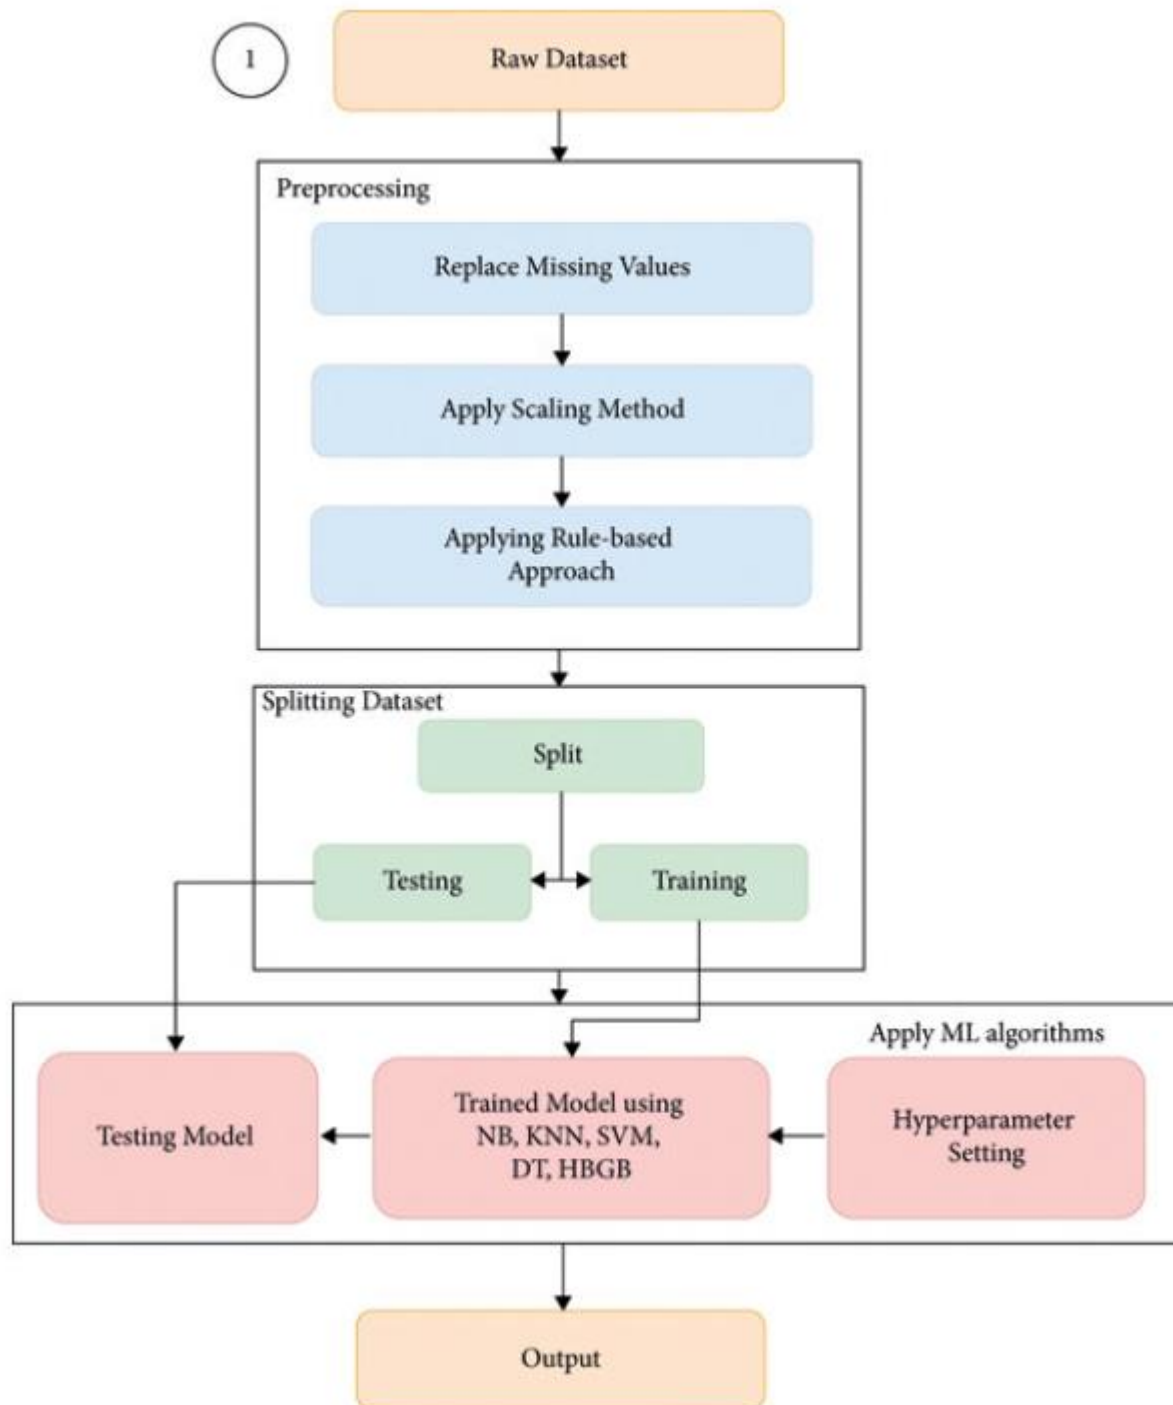 1
Raw Dataset
Preprocessing
Replace Missing Values
Apply Scaling Method
Applying Rule-based
Approach
Splitting Dataset
Split
Testing
Training
Apply ML algorithms
Testing Model
Trained Model using
NB, KNN, SVM,
DT, HBGB
Hyperparameter
Setting
Output